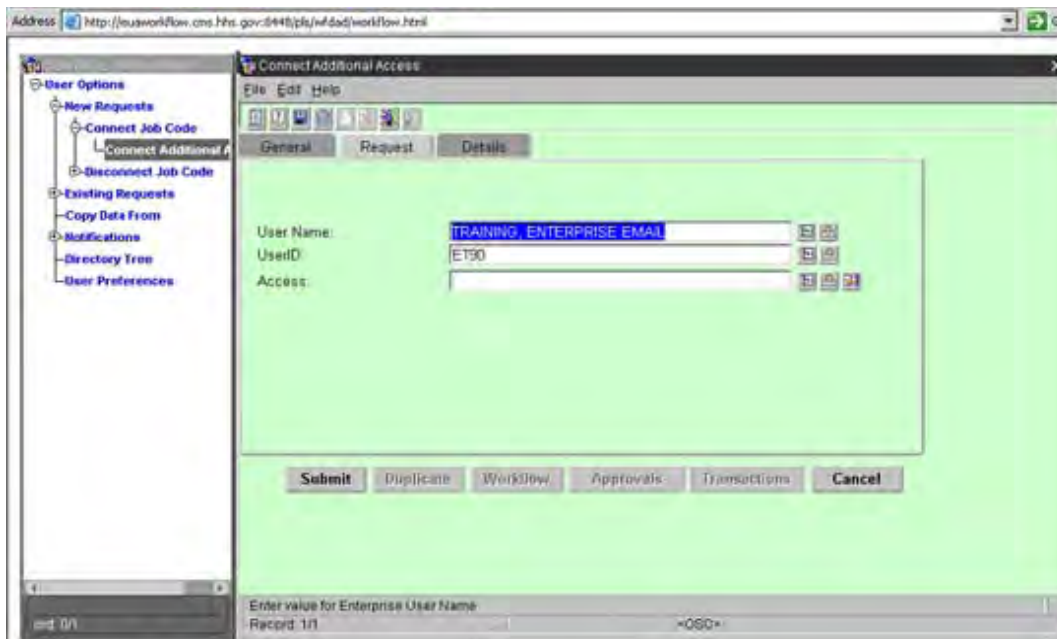 Address http://euaworkflow.cms.hhs.gov:8448/pls/wfdad/workflow.html
User Options
New Requests
Connect Job Code
Connect Additional A
Disconnect Job Code
Existing Requests
Copy Data From
Notifications
Directory Tree
User Preferences
Connect Additional Access
File Edit Help
General Request Details
User Name: TRAINING, ENTERPRISE EMAIL
UserID: ET90
Access:
Submit Duplicate Workflow Approvals Transactions Cancel
Enter value for Enterprise User Name
Record: 1/1 <OSC>
ord: 0/1